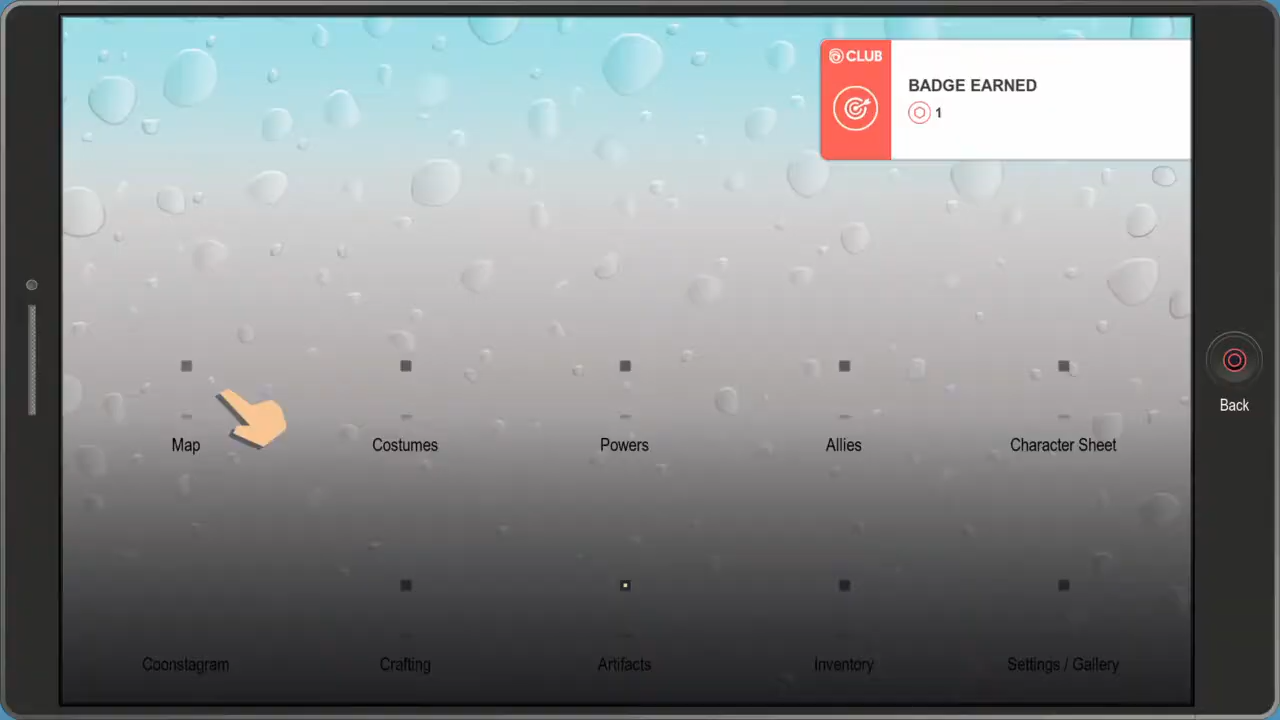 CLUB
BADGE EARNED
1
Back
Map
Costumes
Powers
Allies
Character Sheet
Coonstagram
Crafting
Artifacts
Inventory
Settings / Gallery